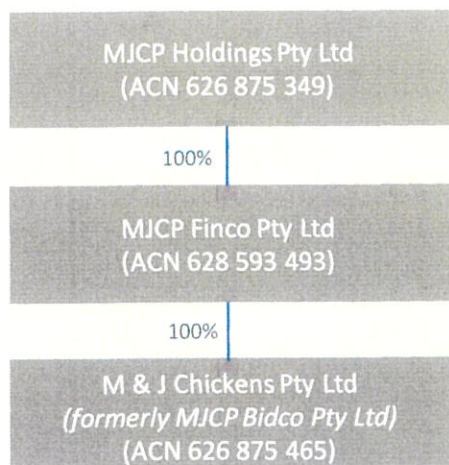 MJCP Holdings Pty Ltd
(ACN 626 875 349)
100%
MJCP Finco Pty Ltd
(ACN 628 593 493)
100%
M & J Chickens Pty Ltd
(formerly MJCP Bidco Pty Ltd)
(ACN 626 875 465)